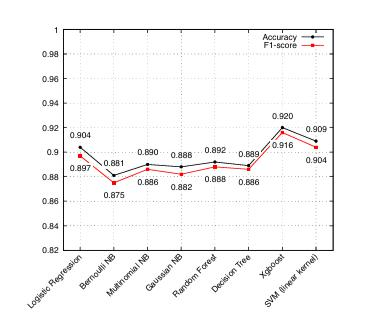 1
0.98
0.96
0.94
0.92
0.9
0.88
0.86
0.84
0.82
Accuracy
F1-score
0.904
0.881
0.890
0.888
0.892
0.889
0.920
0.909
0.897
0.875
0.886
0.882
0.888
0.886
0.916
0.904
Logistic Regression
Bernoulli NB
Multinomial NB
Gaussian NB
Random Forest
Decision Tree
Xgboost
SVM (linear kernel)